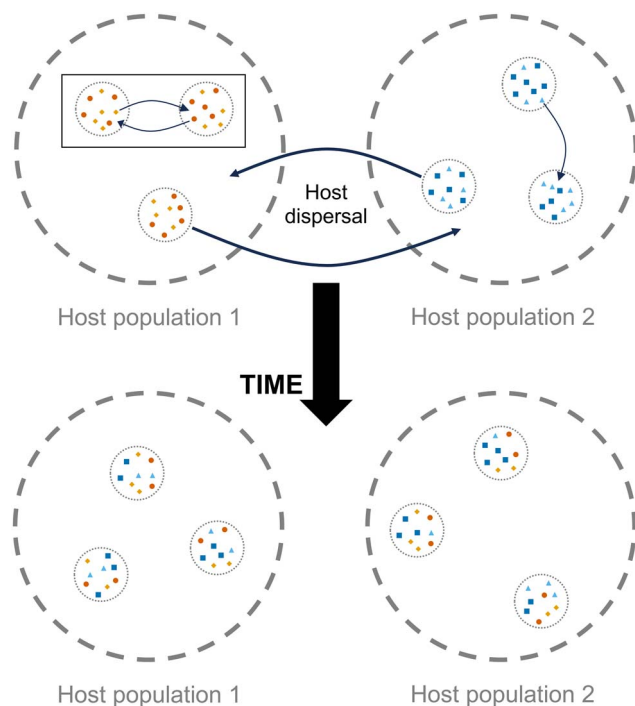 Host
dispersal
Host population 1
Host population 2
TIME
Host population 1
Host population 2